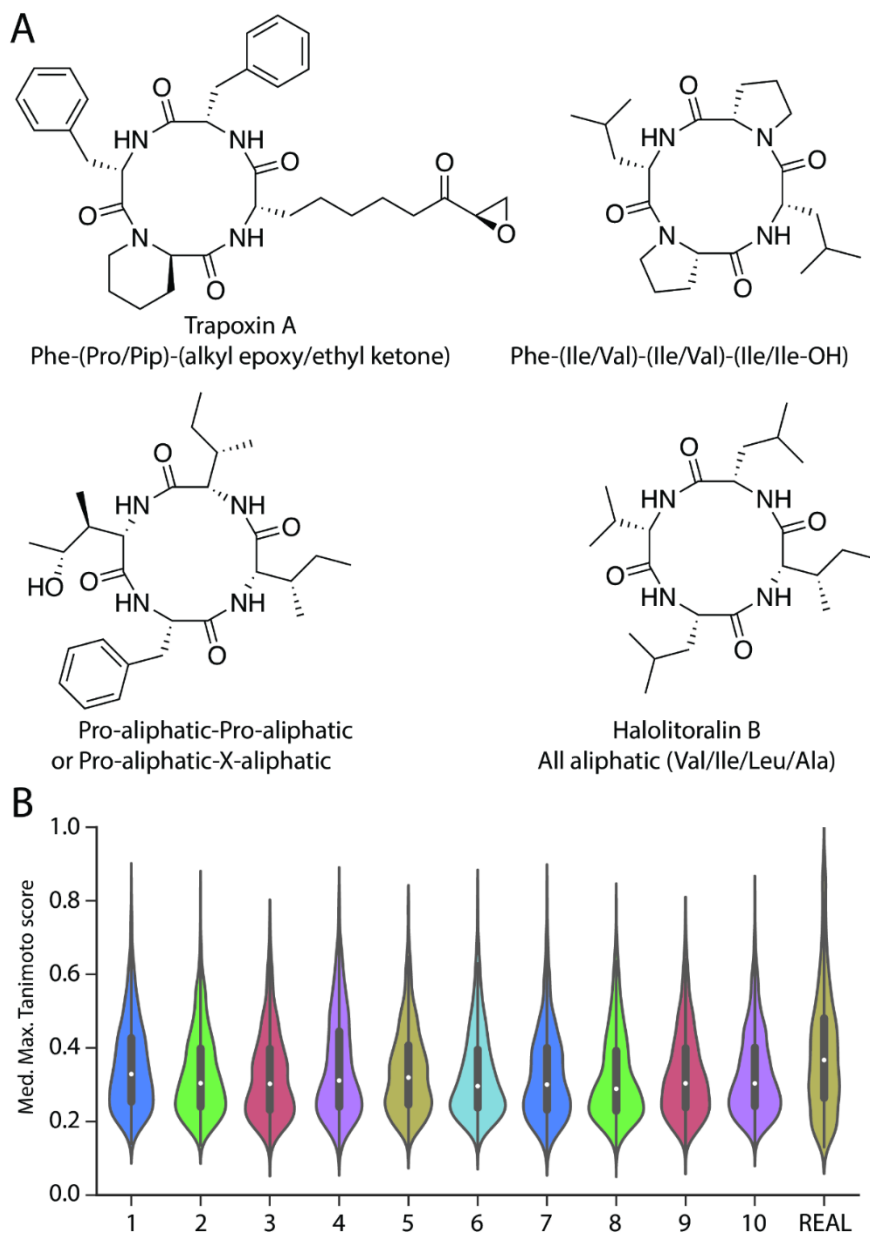 A
O
HN
NH
O
O
O
N
HN
O
O
Trapoxin A
Phe-(Pro/Pip)-(alkyl epoxy/ethyl ketone)
O
HN
N
O
O
N
NH
O
Phe-(Ile/Val)-(Ile/Val)-(Ile/Ile-OH)
O
HN
NH
O
HO
O
HN
HN
O
Pro-aliphatic-Pro-aliphatic
or Pro-aliphatic-X-aliphatic
O
HN
NH
O
O
HN
NH
O
Halolitoralin B
All aliphatic (Val/Ile/Leu/Ala)
B
Med. Max. Tanimoto score
1.0
0.8
0.6
0.4
0.2
0.0
1 2 3 4 5 6 7 8 9 10 REAL